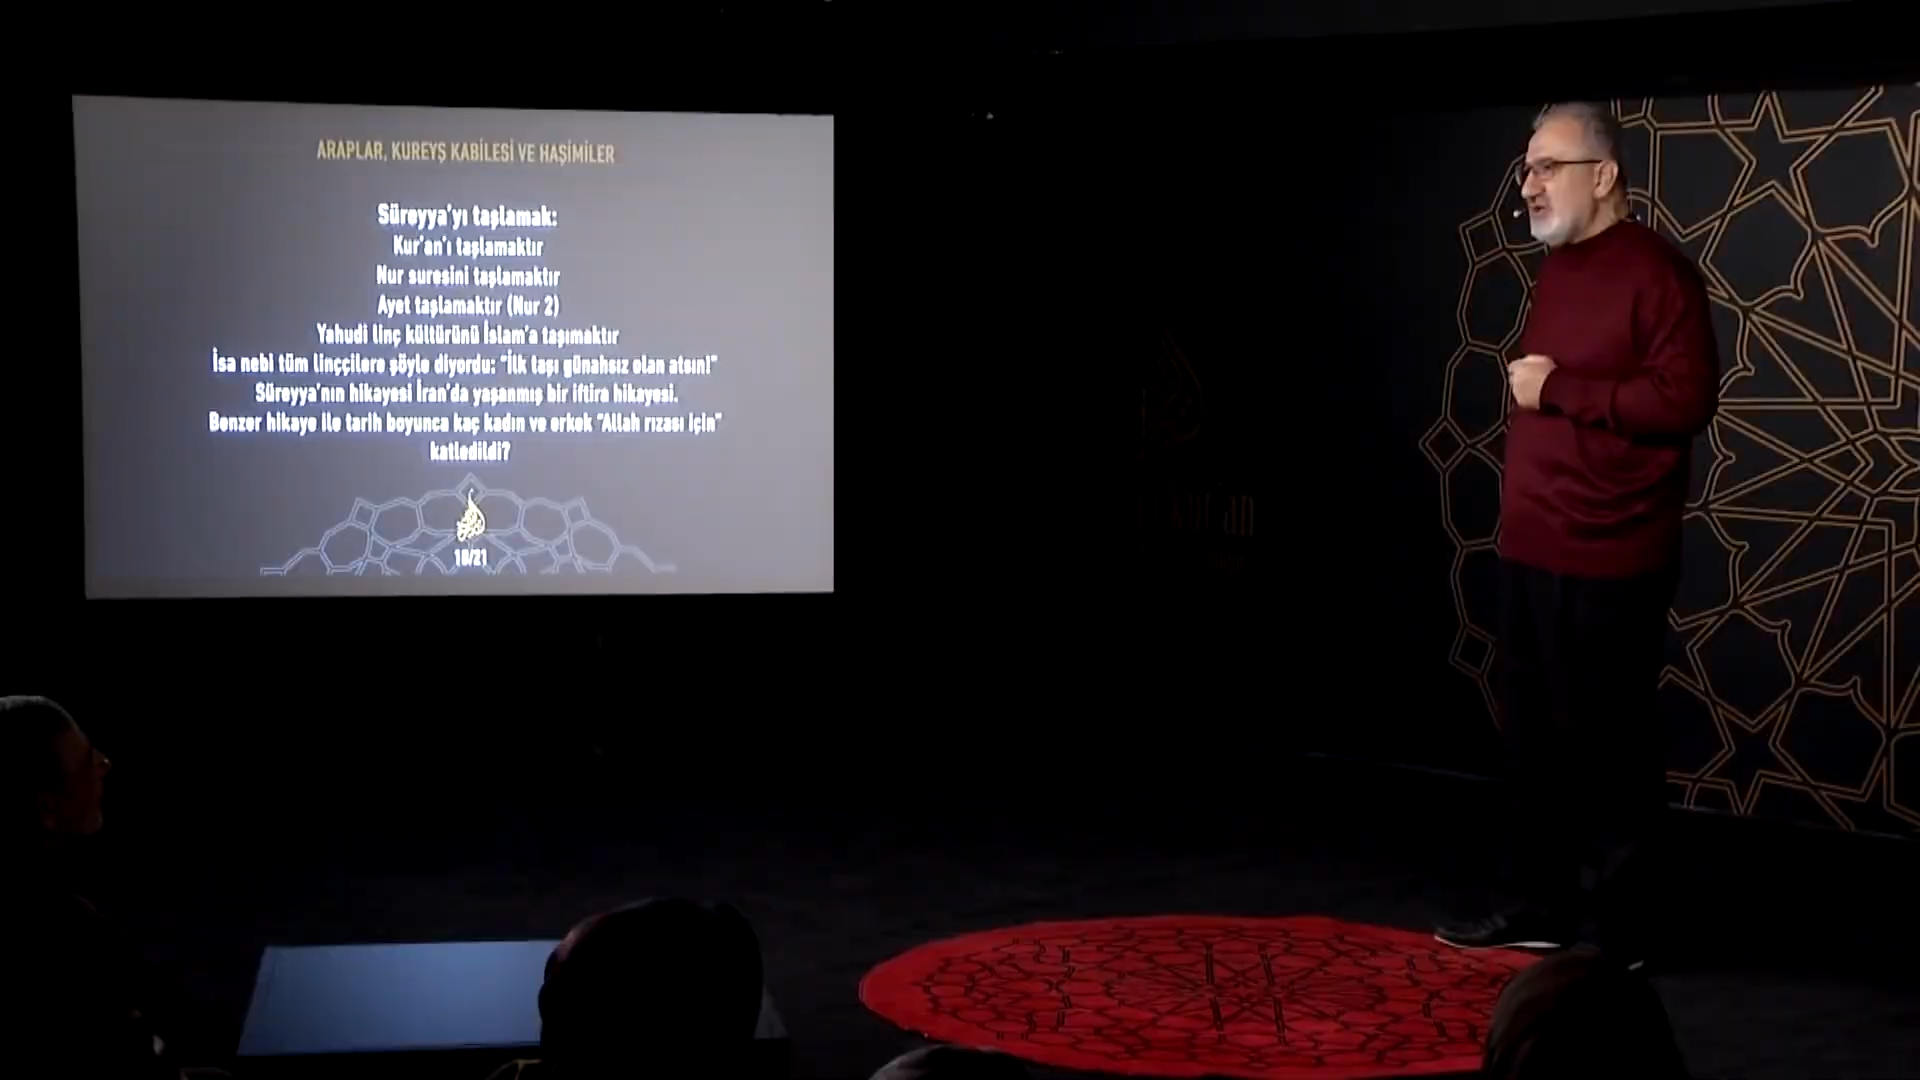 ARAPLAR, KUREYŞ KABİLESİ VE HAŞİMİLER
Süreyya'yı taşlamak:
Kur'an'ı taşlamaktır
Nur suresini taşlamaktır
Ayet taşlamaktır (Nur 2)
Yahudi linç kültürünü İslam'a taşımaktır
İsa nebi tüm linççilere şöyle diyordu: "İlk taşı günahsız olan atsın!"
Süreyya'nın hikayesi İran'da yaşanmış bir iftira hikayesi.
Benzer hikaye ile tarih boyunca kaç kadın ve erkek "Allah rızası için"
katledildi?
18/21
kur'an